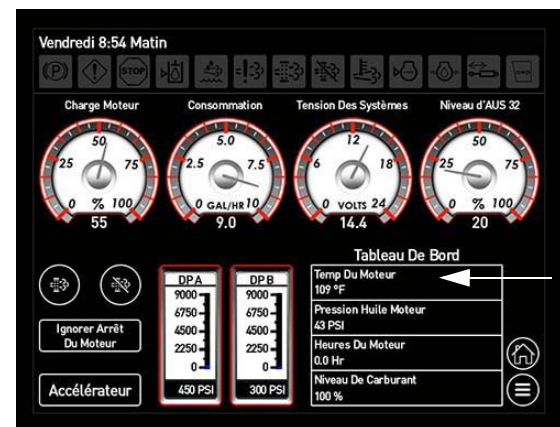 Vendredi 8:54 Matin
(P)
STOP
Charge Moteur
Consommation
Tension Des Systèmes
Niveau d'AUS 32
0 25 50 75 100
%
55
0 2.5 5.0 7.5 10
GAL/HR
9.0
0 6 12 18 24
VOLTS
14.4
0 25 50 75 100
%
20
Tableau De Bord
Temp Du Moteur
109 °F
Pression Huile Moteur
43 PSI
Heures Du Moteur
0.0 Hr
Niveau De Carburant
100 %
DPA
9000
6750
4500
2250
0
450 PSI
DPB
9000
6750
4500
2250
0
300 PSI
Ignorer Arrêt
Du Moteur
Accélérateur